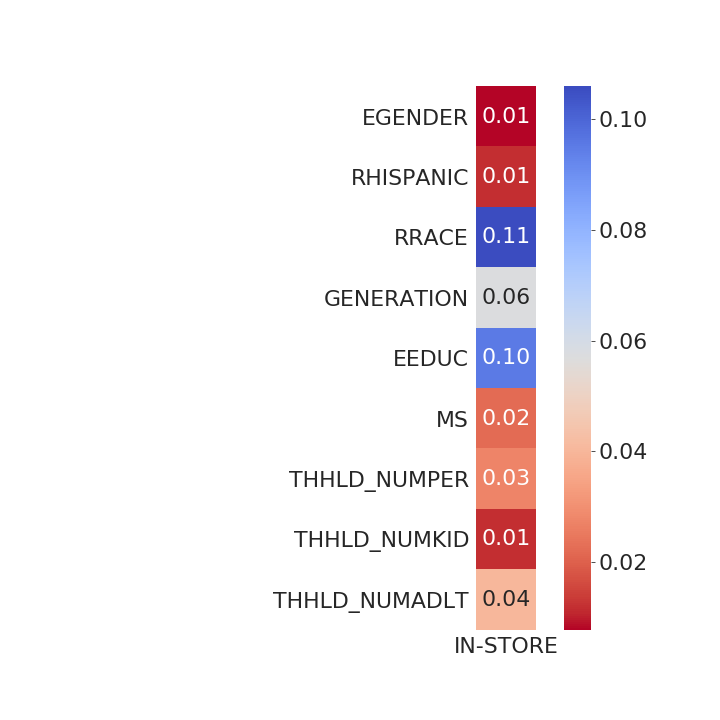 EGENDER 0.01
RHISPANIC 0.01
RRACE 0.11
GENERATION 0.06
EEDUC 0.10
MS 0.02
THHLD_NUMPER 0.03
THHLD_NUMKID 0.01
THHLD_NUMADLT 0.04
IN-STORE
0.10
0.08
0.06
0.04
0.02